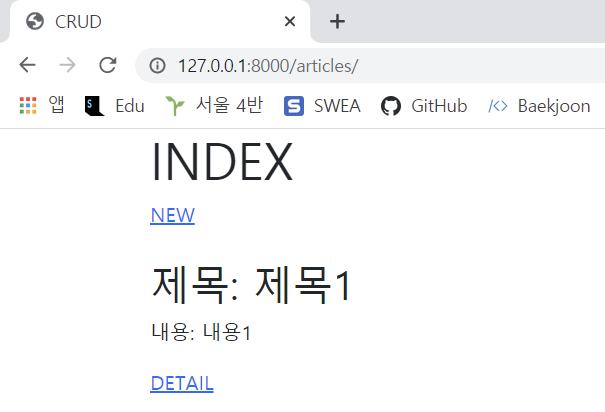 CRUD
127.0.0.1:8000/articles/
앱 Edu 서울 4반 SWEA GitHub Baekjoon
INDEX
NEW
제목: 제목1
내용: 내용1
DETAIL